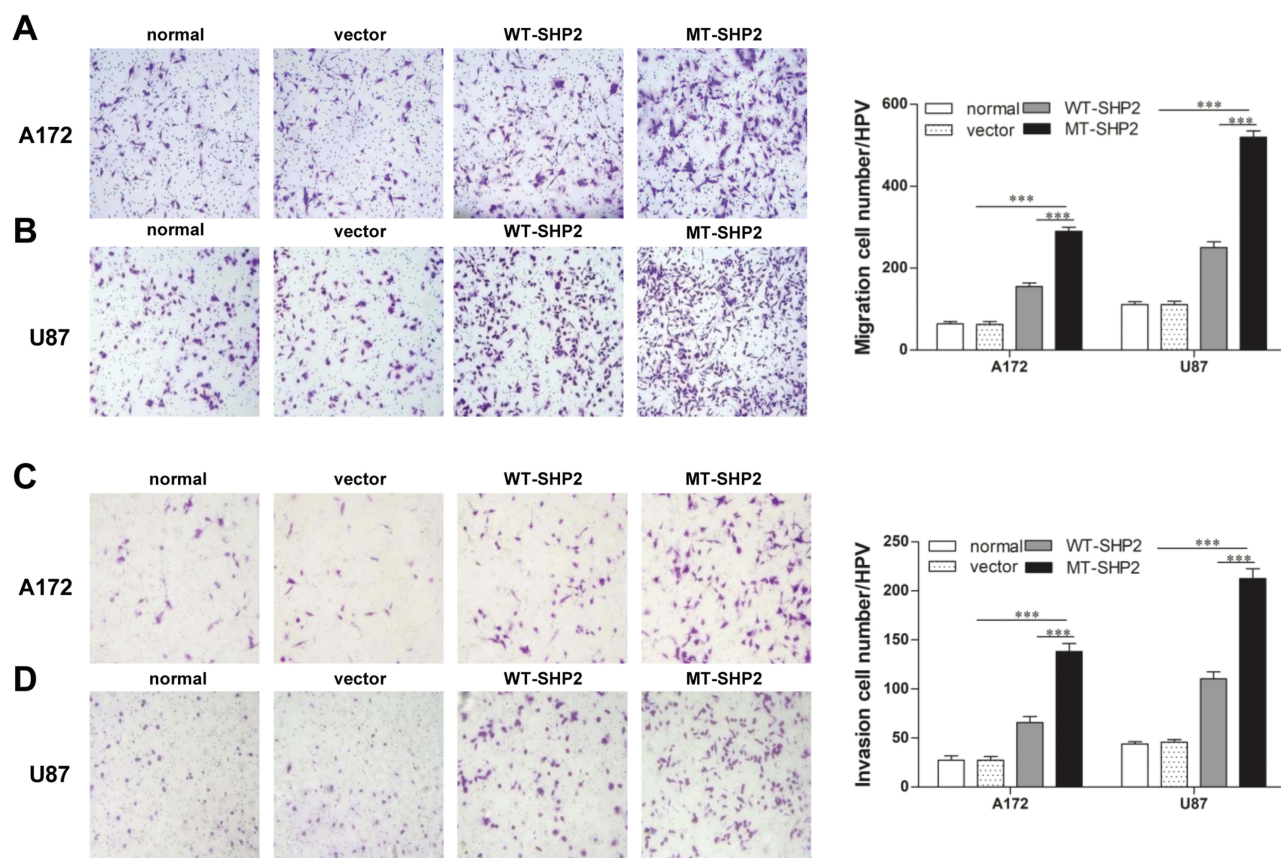 A
normal vector WT-SHP2 MT-SHP2
A172
B
normal vector WT-SHP2 MT-SHP2
U87
Migration cell number/HPV
600
400
200
0
normal WT-SHP2
vector MT-SHP2
***
***
***
***
A172 U87
C
normal vector WT-SHP2 MT-SHP2
A172
D
normal vector WT-SHP2 MT-SHP2
U87
Invasion cell number/HPV
250
200
150
100
50
0
normal WT-SHP2
vector MT-SHP2
***
***
***
***
A172 U87